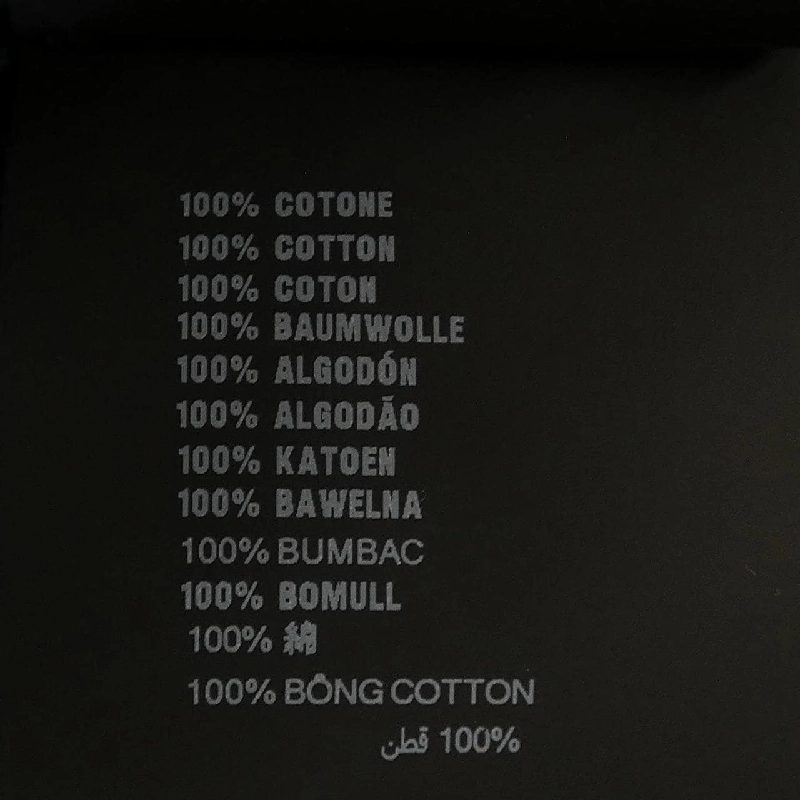 100% COTONE
100% COTTON
100% COTON
100% BAUMWOLLE
100% ALGODÓN
100% ALGODÃO
100% KATOEN
100% BAWELNA
100% BUMBAC
100% BOMULL
100% 綿
100% BÔNG COTTON
100% قطن